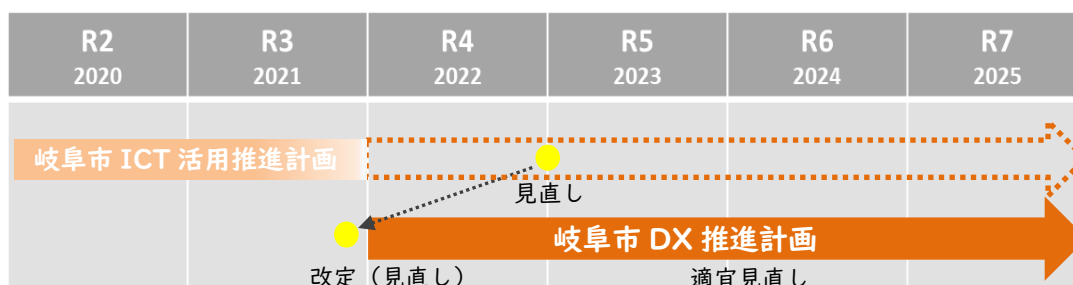 R2 R3 R4 R5 R6 R7
2020 2021 2022 2023 2024 2025
岐阜市 ICT 活用推進計画
見直し
岐阜市 DX 推進計画
改定（見直し） 適宜見直し